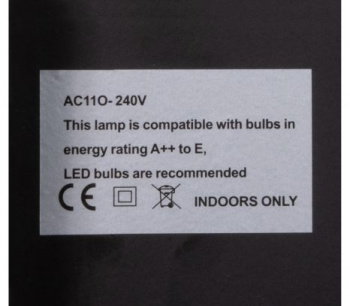 AC11O-240V
This lamp is compatible with bulbs in
energy rating A++ to E,
LED bulbs are recommended
CE INDOORS ONLY